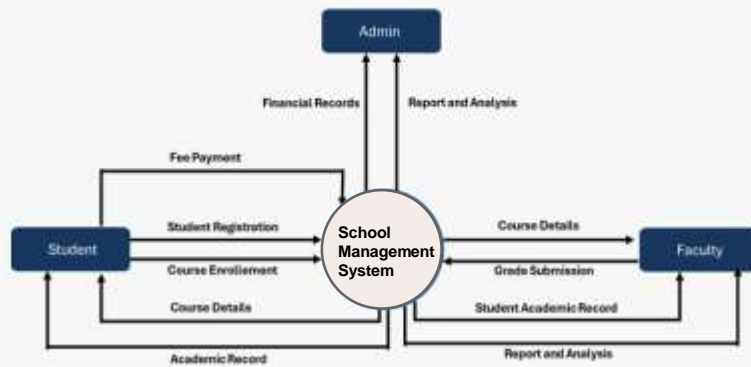 Admin
Financial Records
Report and Analysis
Fee Payment
Student Registration
School
Management
System
Course Details
Student
Faculty
Course Enrollement
Grade Submission
Course Details
Student Academic Record
Academic Record
Report and Analysis